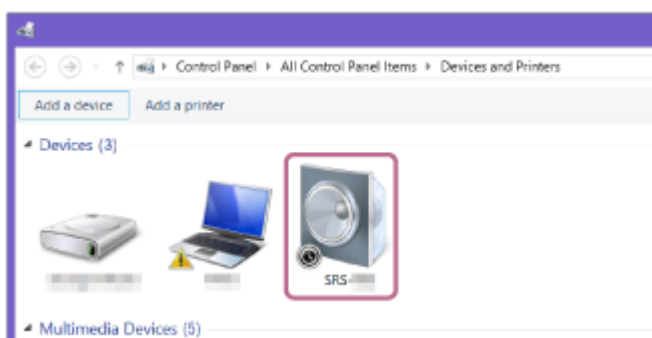 Control Panel ▸ All Control Panel Items ▸ Devices and Printers
Add a device Add a printer
Devices (3)
SRS-
Multimedia Devices (5)